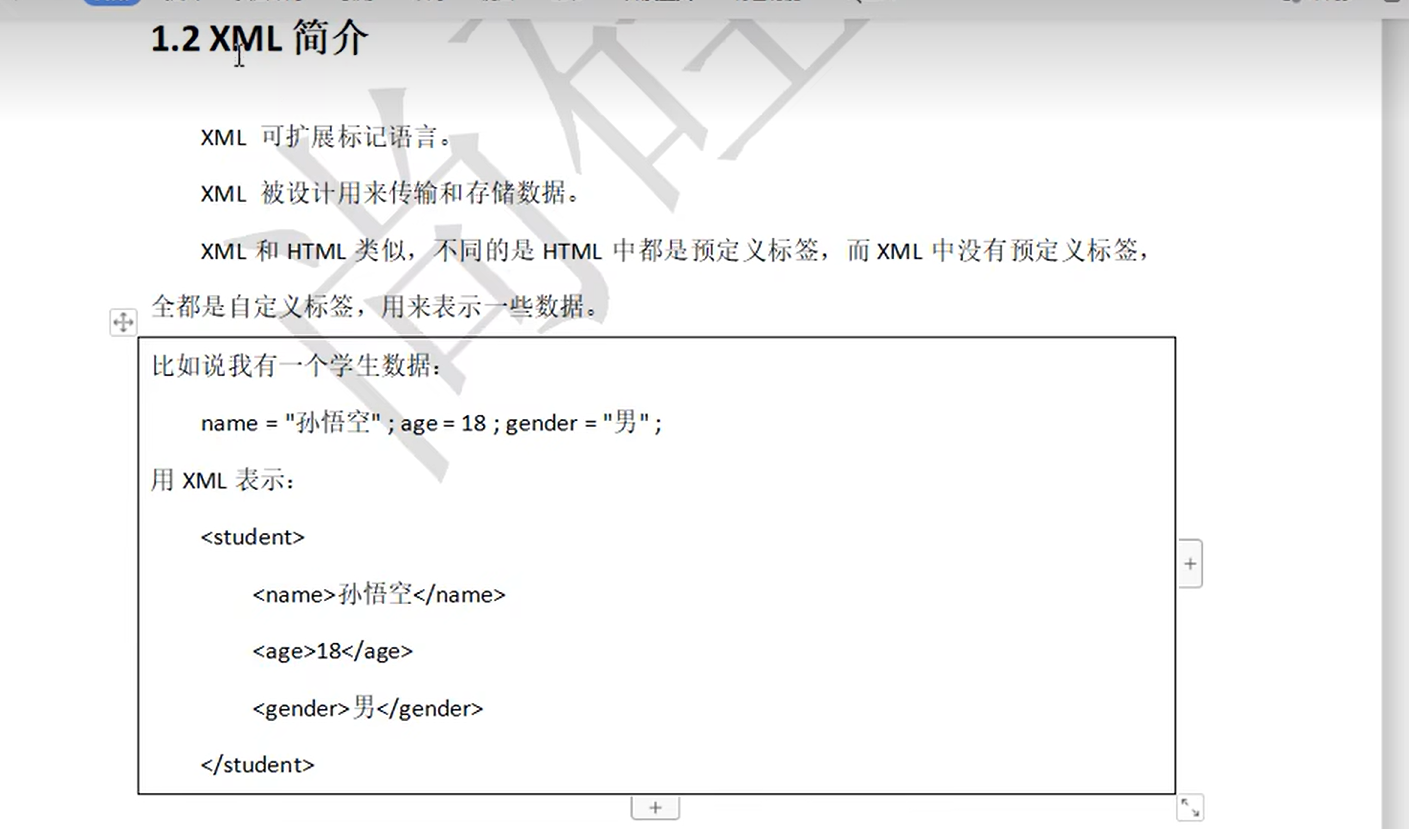 1.2 XML 简介
XML 可扩展标记语言。
XML 被设计用来传输和存储数据。
XML 和 HTML 类似，不同的是 HTML 中都是预定义标签，而 XML 中没有预定义标签，
全都是自定义标签，用来表示一些数据。
比如说我有一个学生数据：
name = "孙悟空" ; age = 18 ; gender = "男" ;
用 XML 表示：
<student>
<name>孙悟空</name>
<age>18</age>
<gender>男</gender>
</student>
尚硅